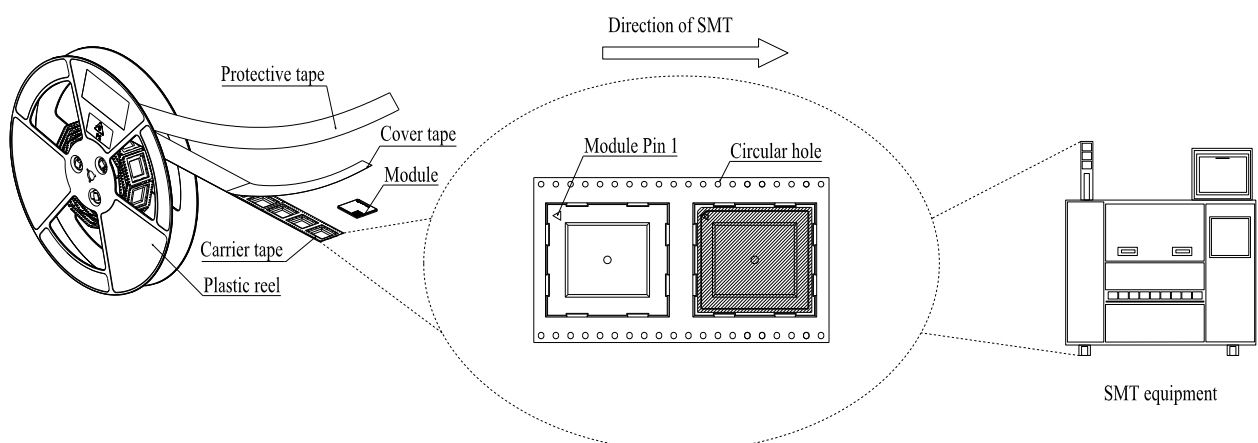 Direction of SMT
Protective tape
Cover tape
Module
Carrier tape
Plastic reel
Module Pin 1
Circular hole
SMT equipment